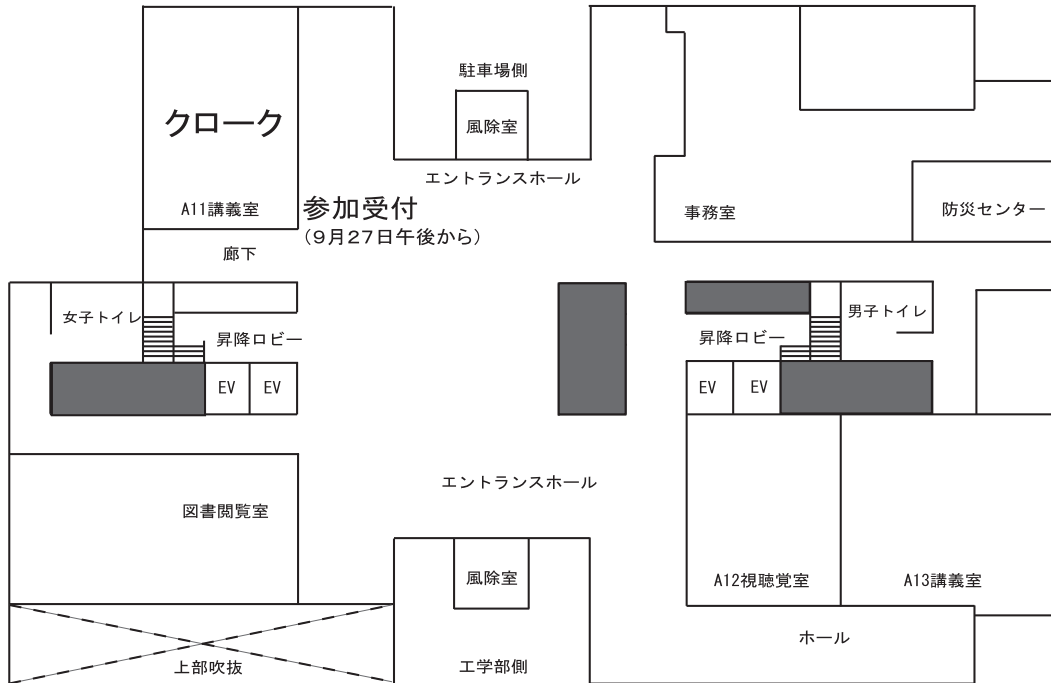 駐車場側
クローク
風除室
エントランスホール
A11講義室
参加受付
(9月27日午後から)
事務室
防災センター
廊下
女子トイレ
昇降ロビー
昇降ロビー
男子トイレ
EV
EV
EV
EV
エントランスホール
図書閲覧室
風除室
A12視聴覚室
A13講義室
ホール
上部吹抜
工学部側